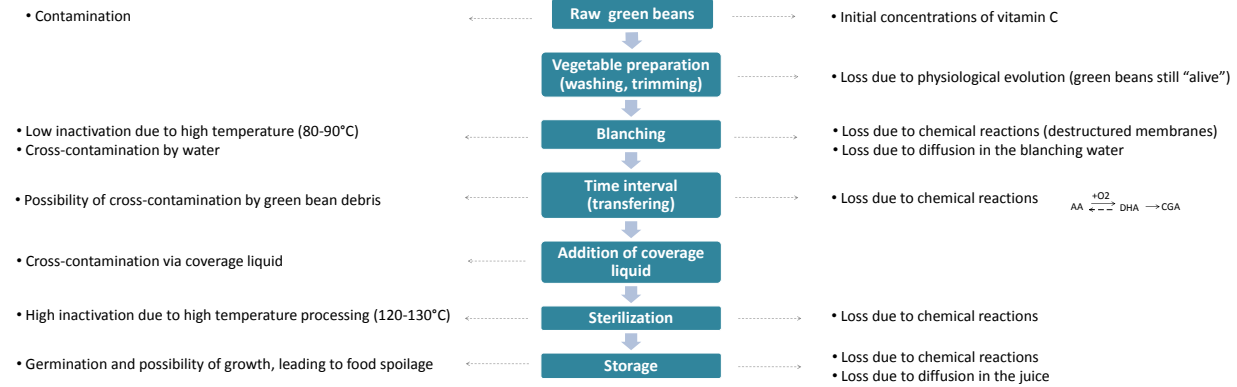 • Contamination
Raw green beans
• Initial concentrations of vitamin C
Vegetable preparation
(washing, trimming)
• Loss due to physiological evolution (green beans still “alive”)
• Low inactivation due to high temperature (80-90°C)
• Cross-contamination by water
Blanching
• Loss due to chemical reactions (destructured membranes)
• Loss due to diffusion in the blanching water
• Possibility of cross-contamination by green bean debris
Time interval
(transfering)
• Loss due to chemical reactions
+O2
AA DHA CGA
• Cross-contamination via coverage liquid
Addition of coverage
liquid
• High inactivation due to high temperature processing (120-130°C)
Sterilization
• Loss due to chemical reactions
• Germination and possibility of growth, leading to food spoilage
Storage
• Loss due to chemical reactions
• Loss due to diffusion in the juice